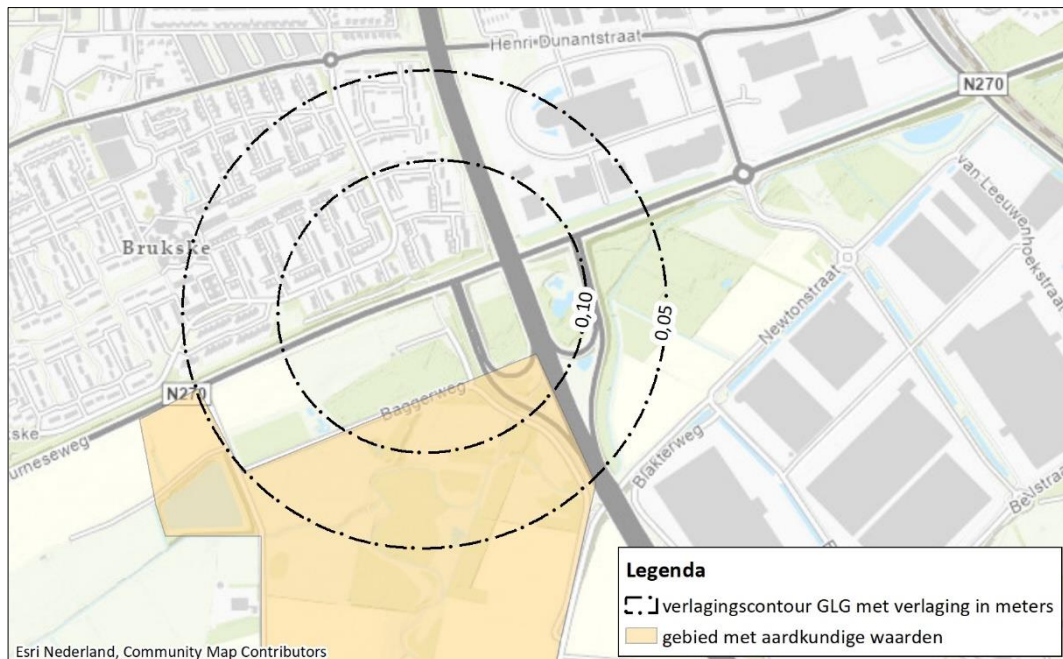 Henri Dunantstraat
N270
van Leeuwenhoekstraat
Brukske
0,10
0,05
Newtonstraat
N270
Baggerweg
Blakterweg
Legenda
verlagingscontour GLG met verlaging in meters
gebied met aardkundige waarden
Esri Nederland, Community Map Contributors